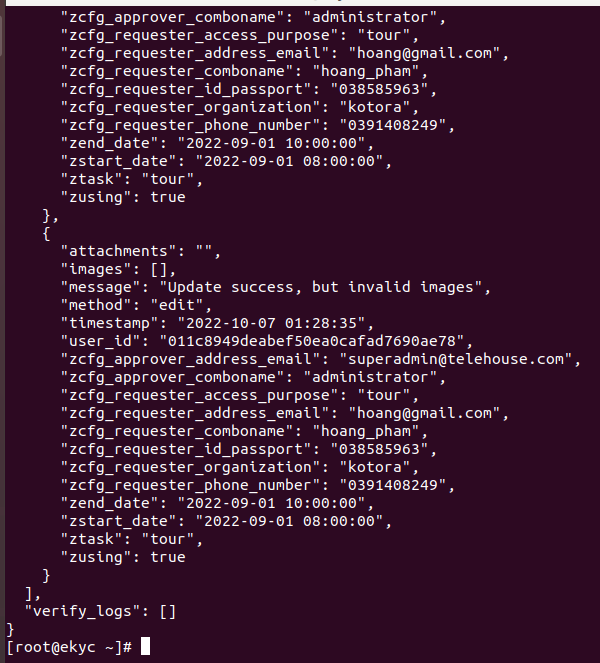 "zcfg_approver_comboname": "administrator",
"zcfg_requester_access_purpose": "tour",
"zcfg_requester_address_email": "hoang@gmail.com",
"zcfg_requester_comboname": "hoang_pham",
"zcfg_requester_id_passport": "038585963",
"zcfg_requester_organization": "kotora",
"zcfg_requester_phone_number": "0391408249",
"zend_date": "2022-09-01 10:00:00",
"zstart_date": "2022-09-01 08:00:00",
"ztask": "tour",
"zusing": true
},
{
"attachments": "",
"images": [],
"message": "Update success, but invalid images",
"method": "edit",
"timestamp": "2022-10-07 01:28:35",
"user_id": "011c8949deabef50ea0cafad7690ae78",
"zcfg_approver_address_email": "superadmin@telehouse.com",
"zcfg_approver_comboname": "administrator",
"zcfg_requester_access_purpose": "tour",
"zcfg_requester_address_email": "hoang@gmail.com",
"zcfg_requester_comboname": "hoang_pham",
"zcfg_requester_id_passport": "038585963",
"zcfg_requester_organization": "kotora",
"zcfg_requester_phone_number": "0391408249",
"zend_date": "2022-09-01 10:00:00",
"zstart_date": "2022-09-01 08:00:00",
"ztask": "tour",
"zusing": true
}
],
"verify_logs": []
}
[root@ekyc ~]#